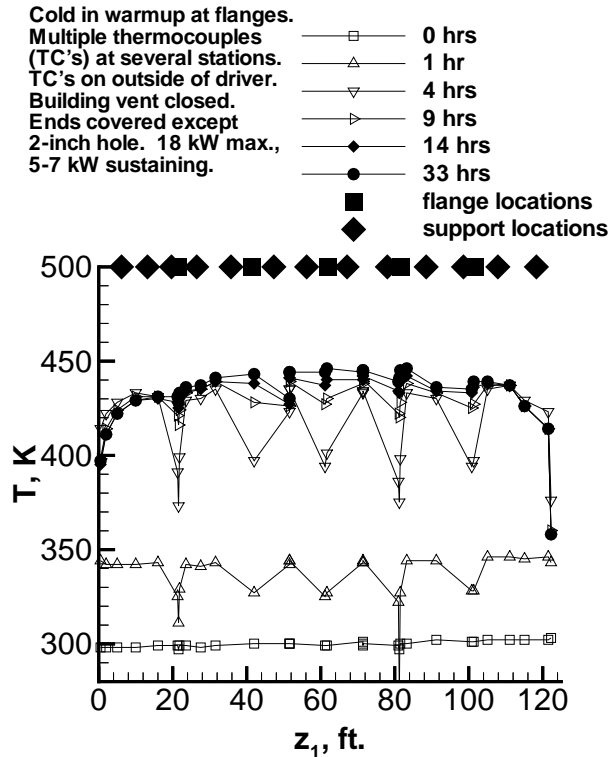 Cold in warmup at flanges.
Multiple thermocouples
(TC's) at several stations.
TC's on outside of driver.
Building vent closed.
Ends covered except
2-inch hole. 18 kW max.,
5-7 kW sustaining.
0 hrs
1 hr
4 hrs
9 hrs
14 hrs
33 hrs
flange locations
support locations
500
450
400
350
300
T, K
0 20 40 60 80 100 120
z1, ft.